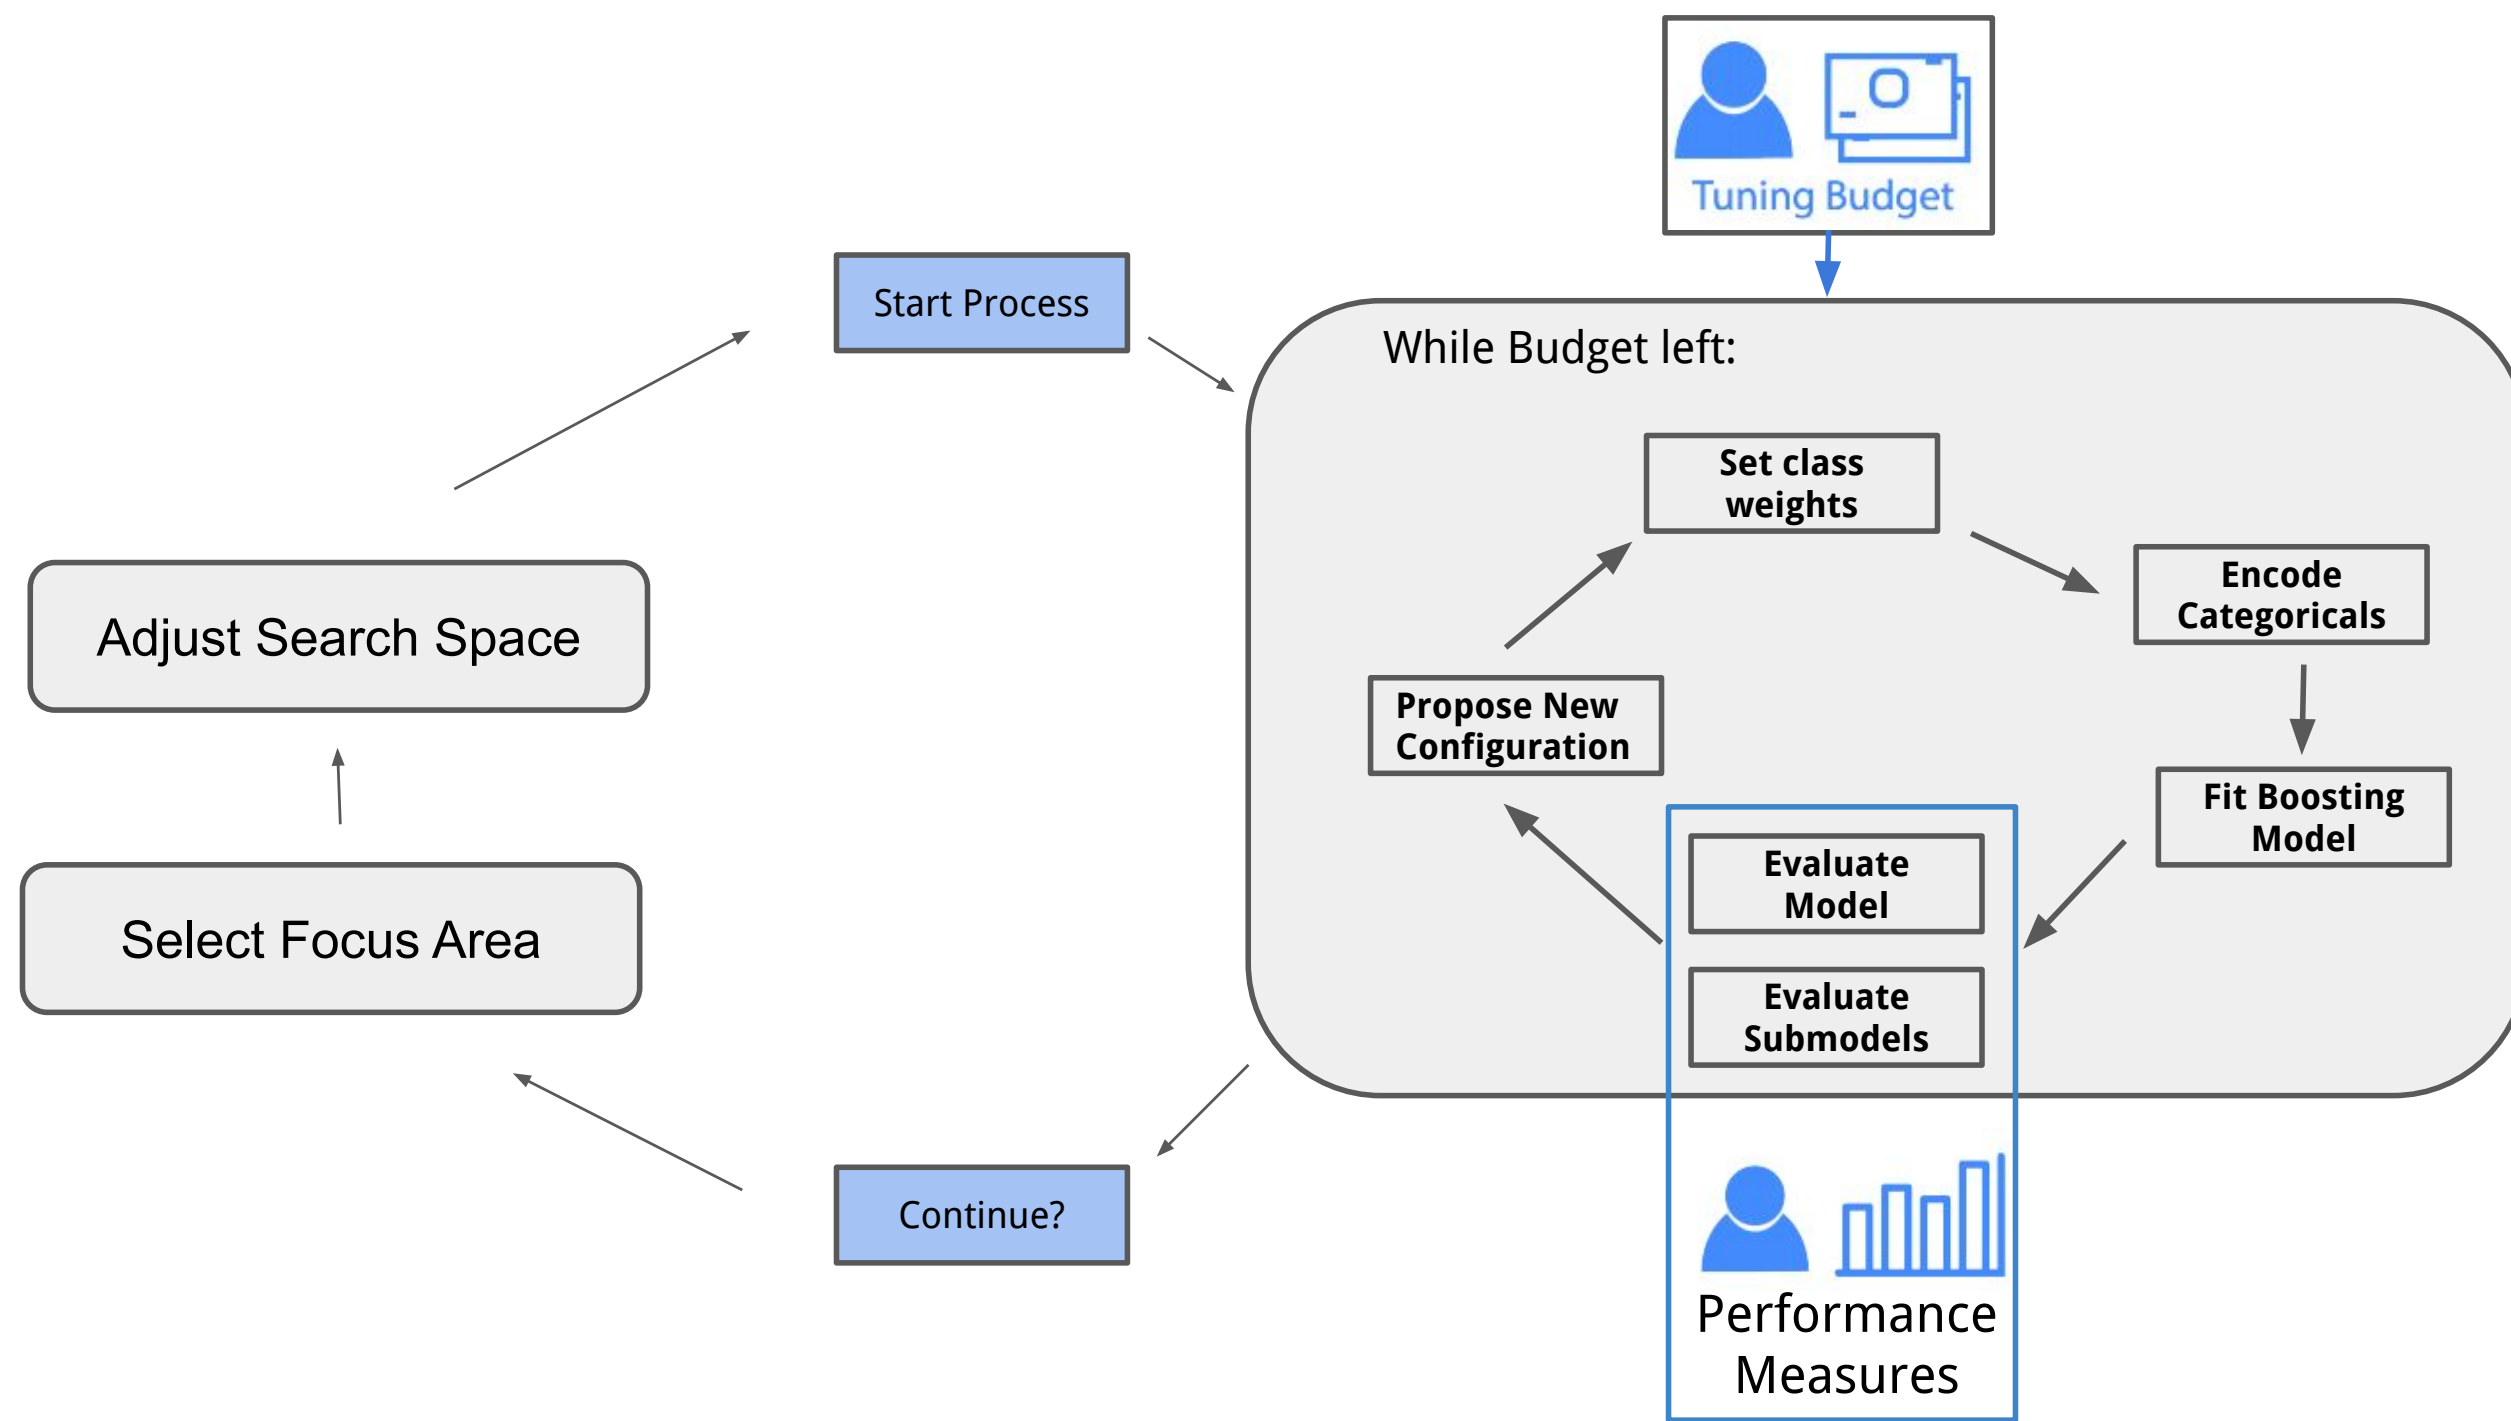 Tuning Budget
Start Process
While Budget left:
Set class
weights
Encode
Categoricals
Adjust Search Space
Propose New
Configuration
Fit Boosting
Model
Evaluate
Model
Select Focus Area
Evaluate
Submodels
Continue?
Performance
Measures